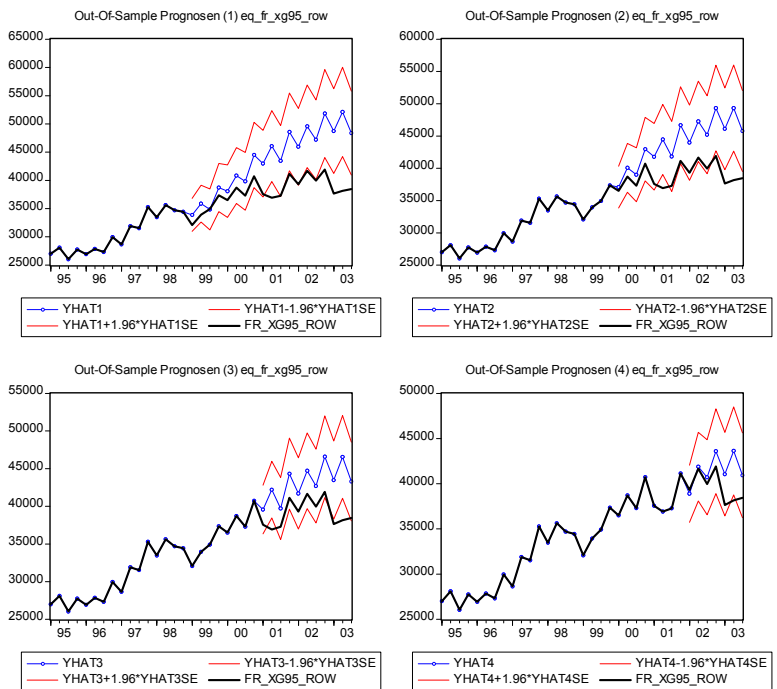 Out-Of-Sample Prognosen (1) eq_fr_xg95_row
65000
60000
55000
50000
45000
40000
35000
30000
25000
95 96 97 98 99 00 01 02 03
YHAT1 YHAT1-1.96*YHAT1SE
YHAT1+1.96*YHAT1SE FR_XG95_ROW
Out-Of-Sample Prognosen (2) eq_fr_xg95_row
60000
55000
50000
45000
40000
35000
30000
25000
95 96 97 98 99 00 01 02 03
YHAT2 YHAT2-1.96*YHAT2SE
YHAT2+1.96*YHAT2SE FR_XG95_ROW
Out-Of-Sample Prognosen (3) eq_fr_xg95_row
55000
50000
45000
40000
35000
30000
25000
95 96 97 98 99 00 01 02 03
YHAT3 YHAT3-1.96*YHAT3SE
YHAT3+1.96*YHAT3SE FR_XG95_ROW
Out-Of-Sample Prognosen (4) eq_fr_xg95_row
50000
45000
40000
35000
30000
25000
95 96 97 98 99 00 01 02 03
YHAT4 YHAT4-1.96*YHAT4SE
YHAT4+1.96*YHAT4SE FR_XG95_ROW